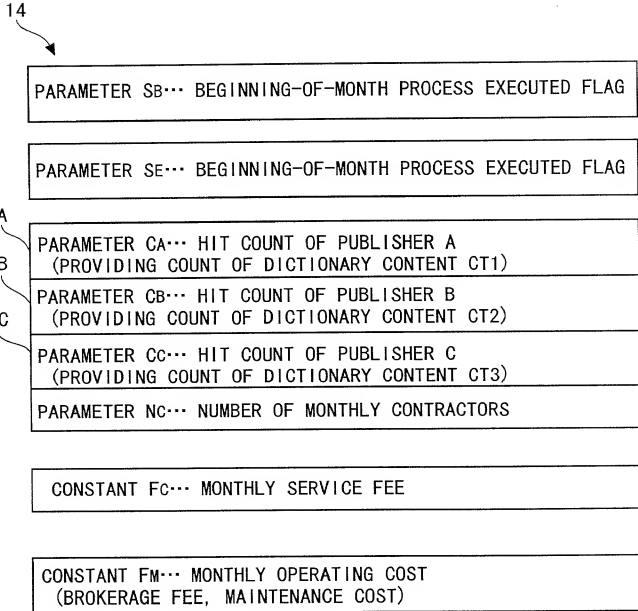 14
PARAMETER SB··· BEGINNING-OF-MONTH PROCESS EXECUTED FLAG
PARAMETER SE··· BEGINNING-OF-MONTH PROCESS EXECUTED FLAG
A
PARAMETER CA··· HIT COUNT OF PUBLISHER A
(PROVIDING COUNT OF DICTIONARY CONTENT CT1)
B
PARAMETER CB··· HIT COUNT OF PUBLISHER B
(PROVIDING COUNT OF DICTIONARY CONTENT CT2)
C
PARAMETER CC··· HIT COUNT OF PUBLISHER C
(PROVIDING COUNT OF DICTIONARY CONTENT CT3)
PARAMETER NC··· NUMBER OF MONTHLY CONTRACTORS
CONSTANT FC··· MONTHLY SERVICE FEE
CONSTANT FM··· MONTHLY OPERATING COST
(BROKERAGE FEE, MAINTENANCE COST)